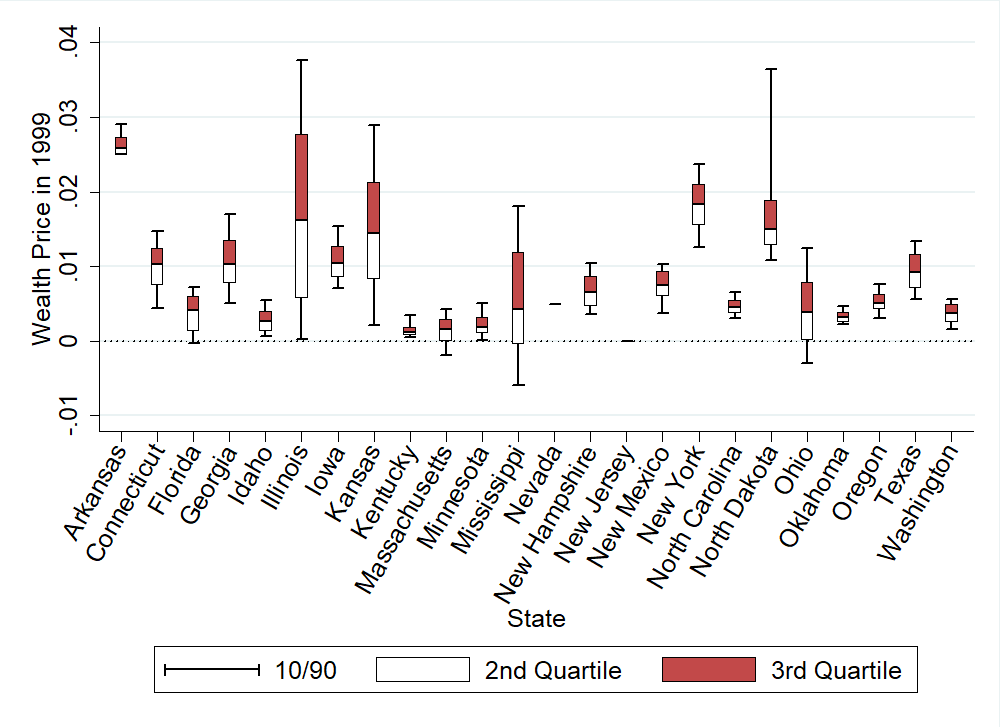 Wealth Price in 1999
.04
.03
.02
.01
0
-.01
Arkansas
Connecticut
Florida
Georgia
Idaho
Illinois
Iowa
Kansas
Kentucky
Massachusetts
Minnesota
Mississippi
Nevada
New Hampshire
New Jersey
New Mexico
New York
North Carolina
North Dakota
Ohio
Oklahoma
Oregon
Texas
Washington
State
10/90
2nd Quartile
3rd Quartile